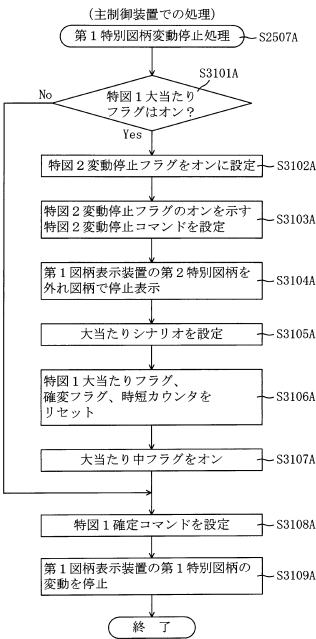 (主制御装置での処理)
第1特別図柄変動停止処理
S2507A
S3101A
特図1大当たり
フラグはオン?
No
Yes
特図2変動停止フラグをオンに設定
S3102A
特図2変動停止フラグのオンを示す
特図2変動停止コマンドを設定
S3103A
第1図柄表示装置の第2特別図柄を
外れ図柄で停止表示
S3104A
大当たりシナリオを設定
S3105A
特図1大当たりフラグ、
確変フラグ、時短カウンタを
リセット
S3106A
大当たり中フラグをオン
S3107A
特図1確定コマンドを設定
S3108A
第1図柄表示装置の第1特別図柄の
変動を停止
S3109A
終 了